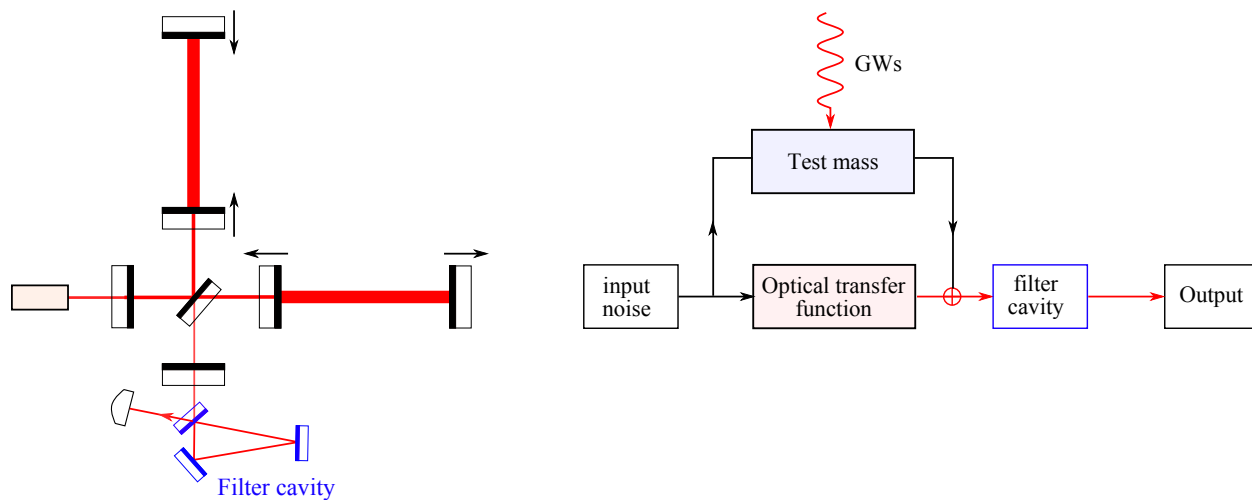 GWs
Test mass
input
noise
Optical transfer
function
filter
cavity
Output
Filter cavity